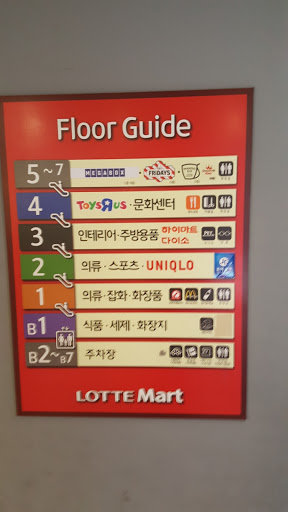 Floor Guide
5~7 MEGABOX FRIDAYS
4 TOYSRUS·문화센터
3 인테리어·주방용품 하이마트 다이소
2 의류·스포츠·UNIQLO
1 의류·잡화·화장품
B1 식품·세제·화장지
B2~B7 주차장
LOTTE Mart